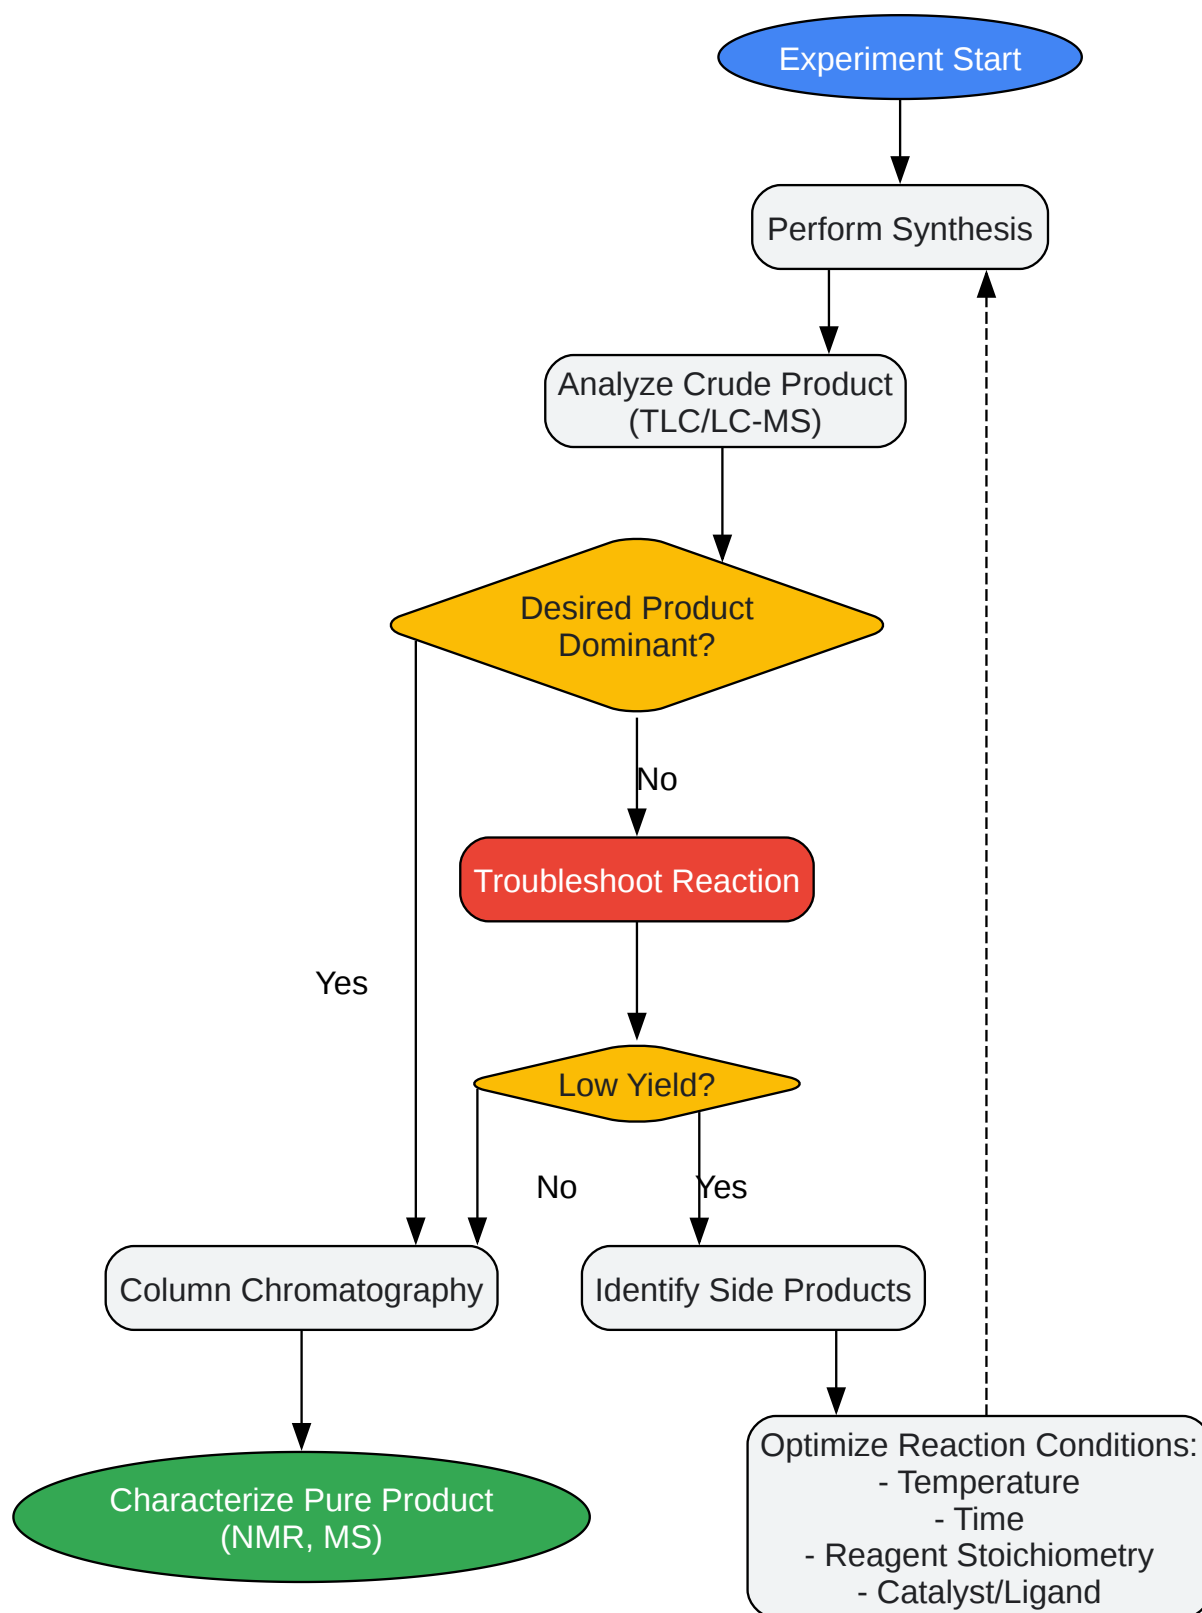 Experiment Start
Perform Synthesis
Analyze Crude Product
(TLC/LC-MS)
Desired Product
Dominant?
No
Troubleshoot Reaction
Yes
Low Yield?
No
Yes
Column Chromatography
Identify Side Products
Characterize Pure Product
(NMR, MS)
Optimize Reaction Conditions:
- Temperature
- Time
- Reagent Stoichiometry
- Catalyst/Ligand